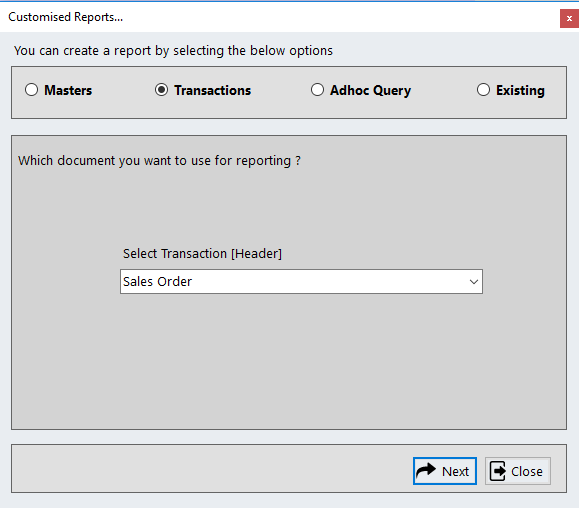 Customised Reports...
x
You can create a report by selecting the below options
Masters Transactions Adhoc Query Existing
Which document you want to use for reporting ?
Select Transaction [Header]
Sales Order
Next Close